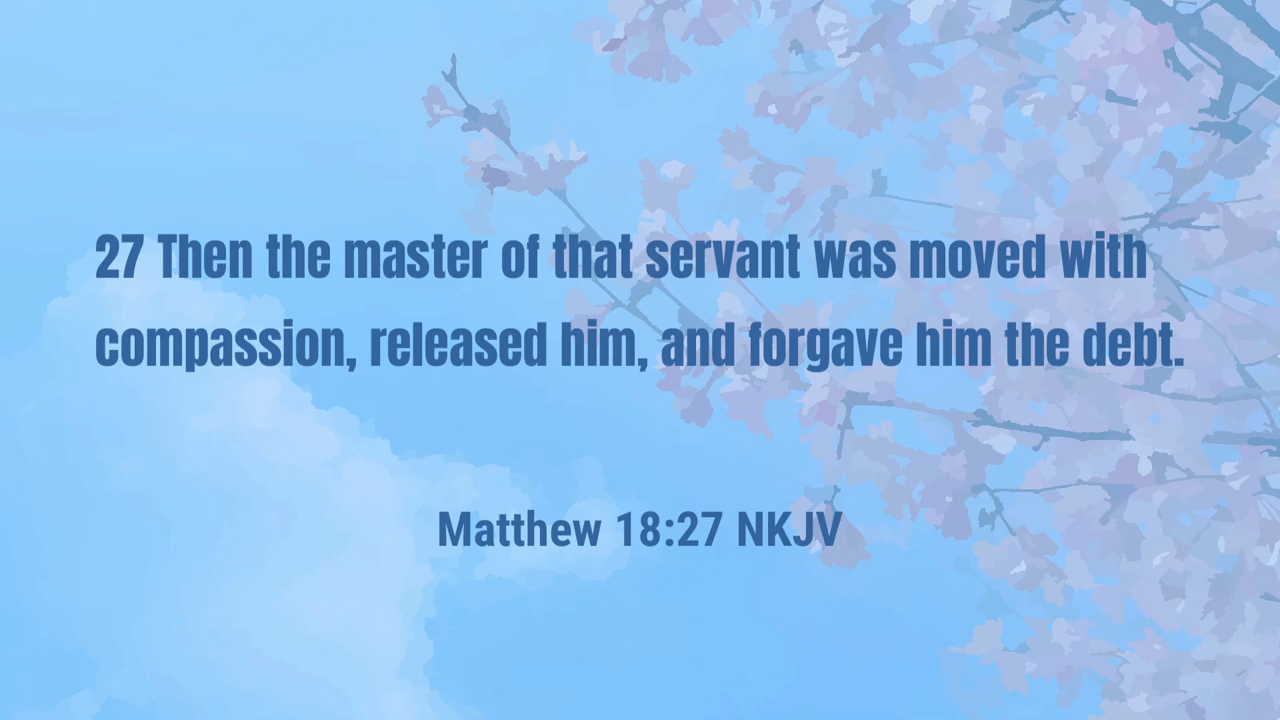 27 Then the master of that servant was moved with
compassion, released him, and forgave him the debt.
Matthew 18:27 NKJV